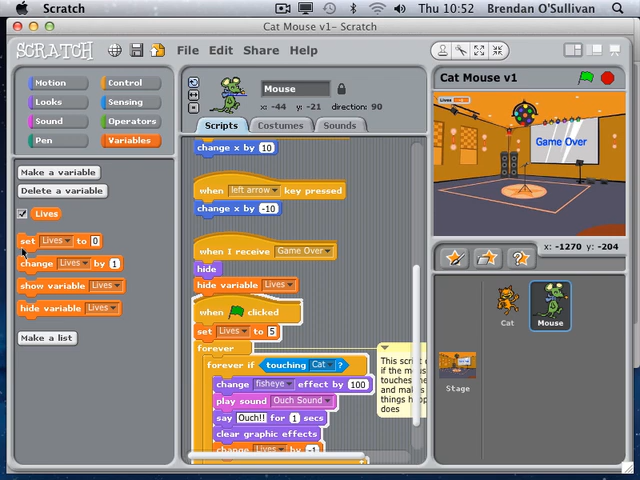 Scratch
Thu 10:52
Brendan O'Sullivan
Cat Mouse v1- Scratch
SCRATCH
File
Edit
Share
Help
Motion
Control
Looks
Sensing
Sound
Operators
Pen
Variables
Mouse
x: -44
y: -21
direction: 90
Scripts
Costumes
Sounds
Make a variable
Delete a variable
Lives
set Lives to 0
change Lives by 1
show variable Lives
hide variable Lives
Make a list
change x by 10
when left arrow key pressed
change x by -10
when I receive Game Over
hide
hide variable Lives
when clicked
set Lives to 5
forever
forever if touching Cat ?
change fisheye effect by 100
play sound Ouch Sound
say Ouch!! for 1 secs
clear graphic effects
change Lives by -1
This script
if the mous
touches the
and makes
things hop
does
Cat Mouse v1
Lives
Game Over
x: -1270 y: -204
Cat
Mouse
Stage